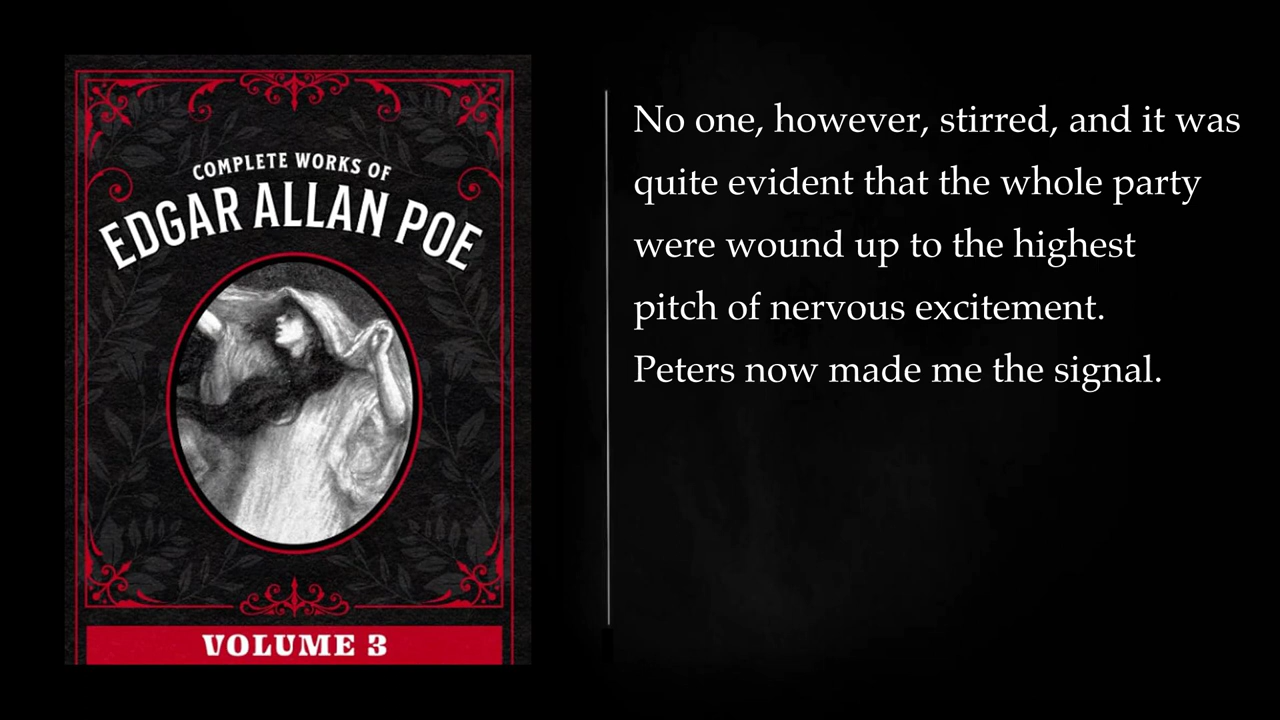 COMPLETE WORKS OF
EDGAR ALLAN POE
VOLUME 3
No one, however, stirred, and it was
quite evident that the whole party
were wound up to the highest
pitch of nervous excitement.
Peters now made me the signal.